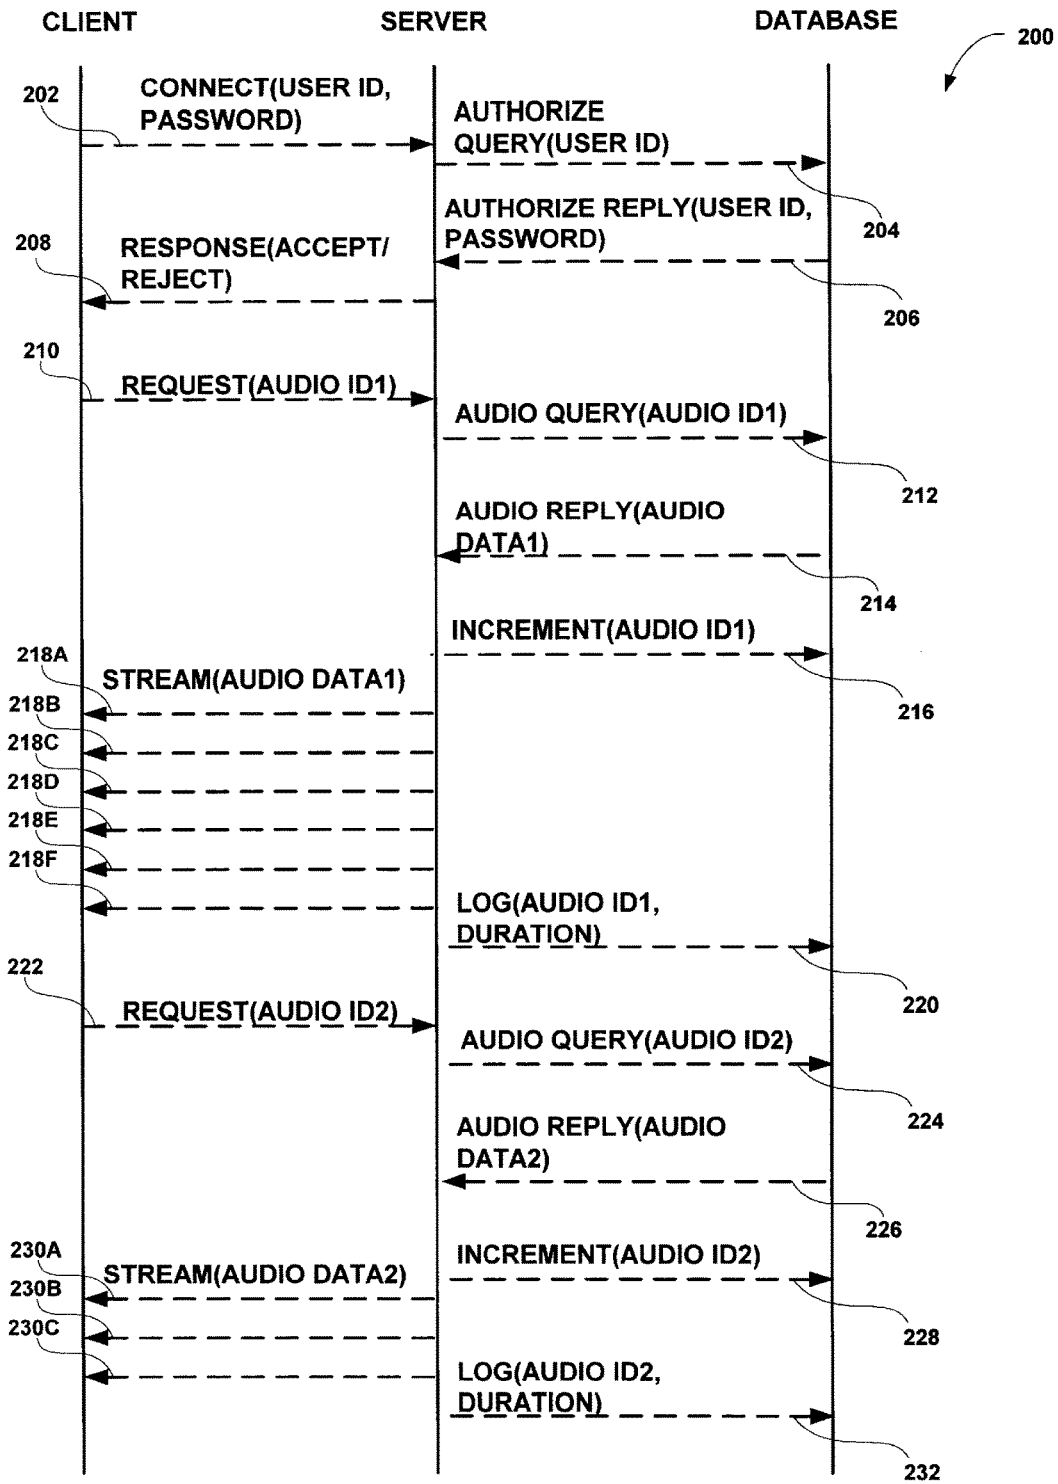 CLIENT
SERVER
DATABASE
200
202
CONNECT(USER ID,
PASSWORD)
AUTHORIZE
QUERY(USER ID)
204
AUTHORIZE REPLY(USER ID,
PASSWORD)
206
208
RESPONSE(ACCEPT/
REJECT)
210
REQUEST(AUDIO ID1)
AUDIO QUERY(AUDIO ID1)
212
AUDIO REPLY(AUDIO
DATA1)
214
INCREMENT(AUDIO ID1)
216
218A
STREAM(AUDIO DATA1)
218B
218C
218D
218E
218F
LOG(AUDIO ID1,
DURATION)
220
222
REQUEST(AUDIO ID2)
AUDIO QUERY(AUDIO ID2)
224
AUDIO REPLY(AUDIO
DATA2)
226
INCREMENT(AUDIO ID2)
228
230A
STREAM(AUDIO DATA2)
230B
230C
LOG(AUDIO ID2,
DURATION)
232